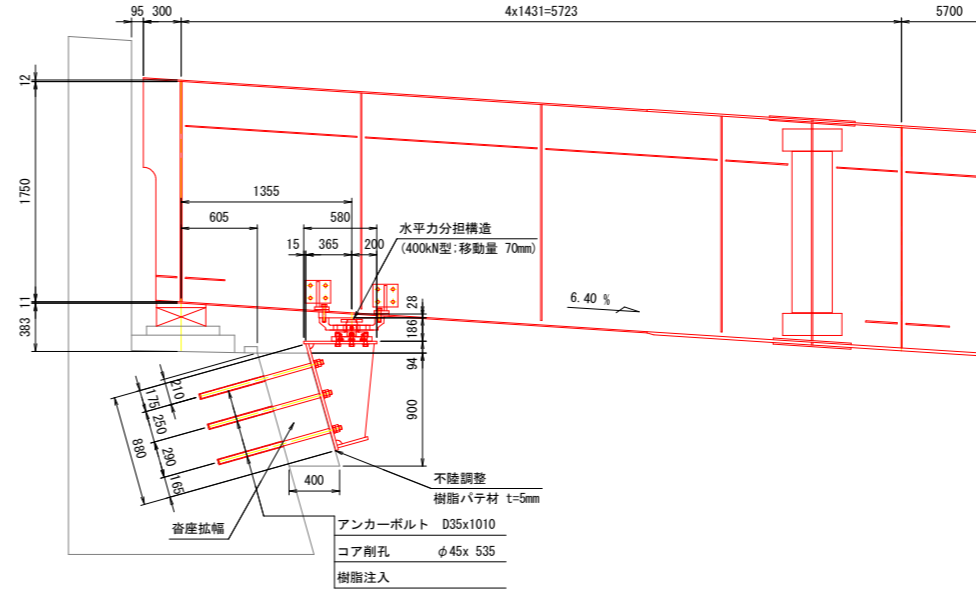 95 300
4x1431=5723
5700
12
1750
11
383
1355
605
580
15 365 200
水平力分担構造
(400kN型:移動量 70mm)
28
186
94
900
6.40 %
210
175
250
290
165
880
400
不陸調整
樹脂パテ材 t=5mm
沓座拡幅
アンカーボルト D35x1010
コア削孔 φ45x 535
樹脂注入